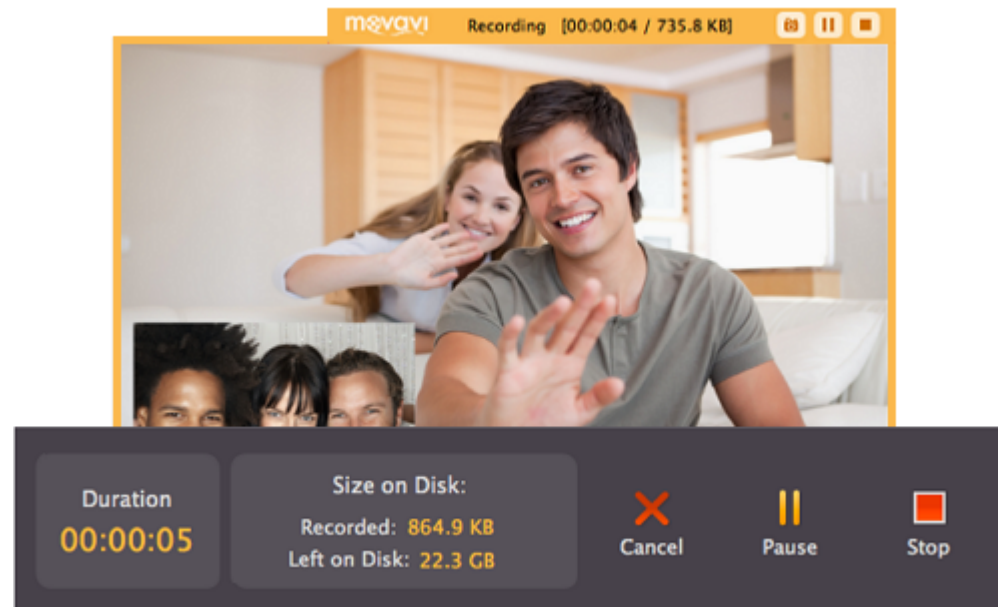 movavi Recording [00:00:04 / 735.8 KB]
Duration
00:00:05
Size on Disk:
Recorded: 864.9 KB
Left on Disk: 22.3 GB
Cancel
Pause
Stop